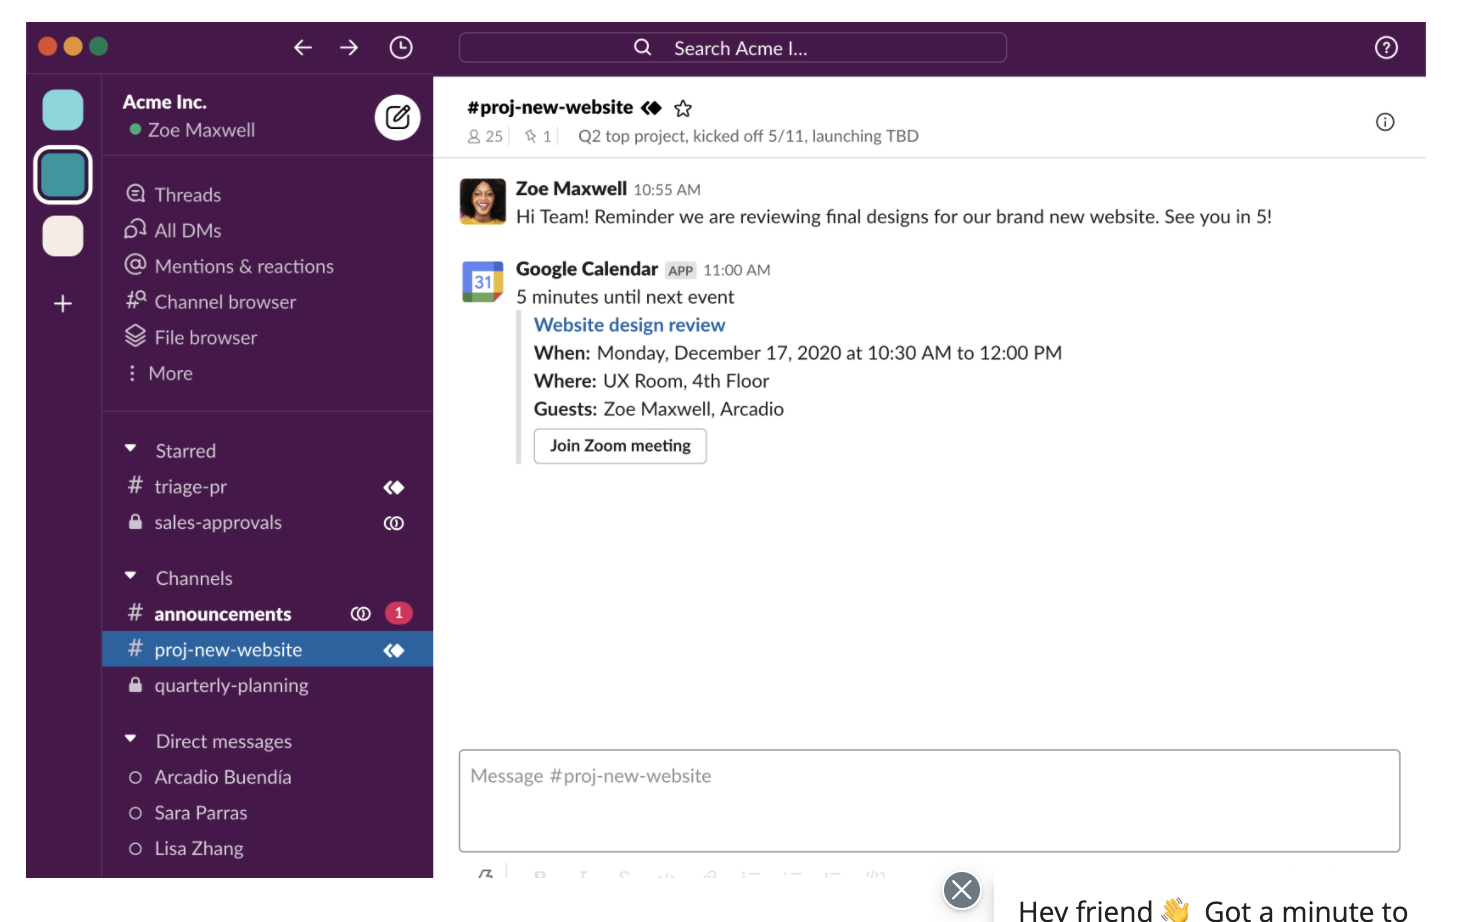 Search Acme I...
Acme Inc.
Zoe Maxwell
Threads
All DMs
Mentions & reactions
Channel browser
File browser
More
Starred
# triage-pr
sales-approvals
Channels
# announcements 1
# proj-new-website
quarterly-planning
Direct messages
Arcadio Buendía
Sara Parras
Lisa Zhang
#proj-new-website
25 1 Q2 top project, kicked off 5/11, launching TBD
Zoe Maxwell 10:55 AM
Hi Team! Reminder we are reviewing final designs for our brand new website. See you in 5!
31
Google Calendar APP 11:00 AM
5 minutes until next event
Website design review
When: Monday, December 17, 2020 at 10:30 AM to 12:00 PM
Where: UX Room, 4th Floor
Guests: Zoe Maxwell, Arcadio
Join Zoom meeting
Message #proj-new-website
Hey friend 👋 Got a minute to